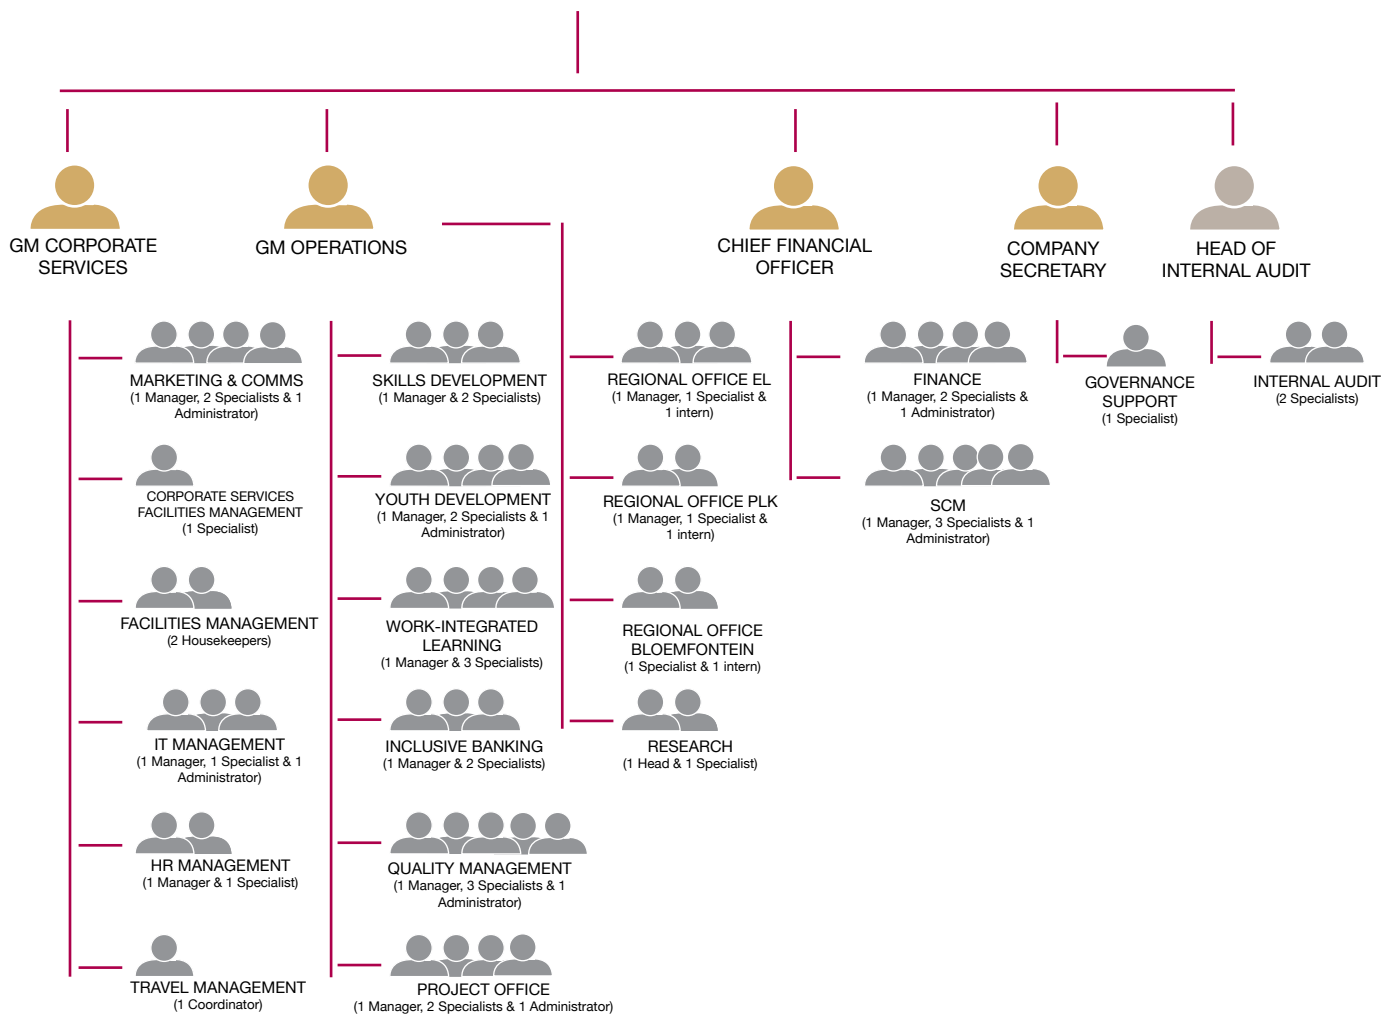 GM CORPORATE
SERVICES
GM OPERATIONS
CHIEF FINANCIAL
OFFICER
COMPANY
SECRETARY
HEAD OF
INTERNAL AUDIT
MARKETING & COMMS
(1 Manager, 2 Specialists & 1
Administrator)
CORPORATE SERVICES
FACILITIES MANAGEMENT
(1 Specialist)
FACILITIES MANAGEMENT
(2 Housekeepers)
IT MANAGEMENT
(1 Manager, 1 Specialist & 1
Administrator)
HR MANAGEMENT
(1 Manager & 1 Specialist)
TRAVEL MANAGEMENT
(1 Coordinator)
SKILLS DEVELOPMENT
(1 Manager & 2 Specialists)
YOUTH DEVELOPMENT
(1 Manager, 2 Specialists & 1
Administrator)
WORK-INTEGRATED
LEARNING
(1 Manager & 3 Specialists)
INCLUSIVE BANKING
(1 Manager & 2 Specialists)
QUALITY MANAGEMENT
(1 Manager, 3 Specialists & 1
Administrator)
PROJECT OFFICE
(1 Manager, 2 Specialists & 1 Administrator)
REGIONAL OFFICE EL
(1 Manager, 1 Specialist &
1 intern)
REGIONAL OFFICE PLK
(1 Manager, 1 Specialist &
1 intern)
REGIONAL OFFICE
BLOEMFONTEIN
(1 Specialist & 1 intern)
RESEARCH
(1 Head & 1 Specialist)
FINANCE
(1 Manager, 2 Specialists &
1 Administrator)
SCM
(1 Manager, 3 Specialists & 1
Administrator)
GOVERNANCE
SUPPORT
(1 Specialist)
INTERNAL AUDIT
(2 Specialists)